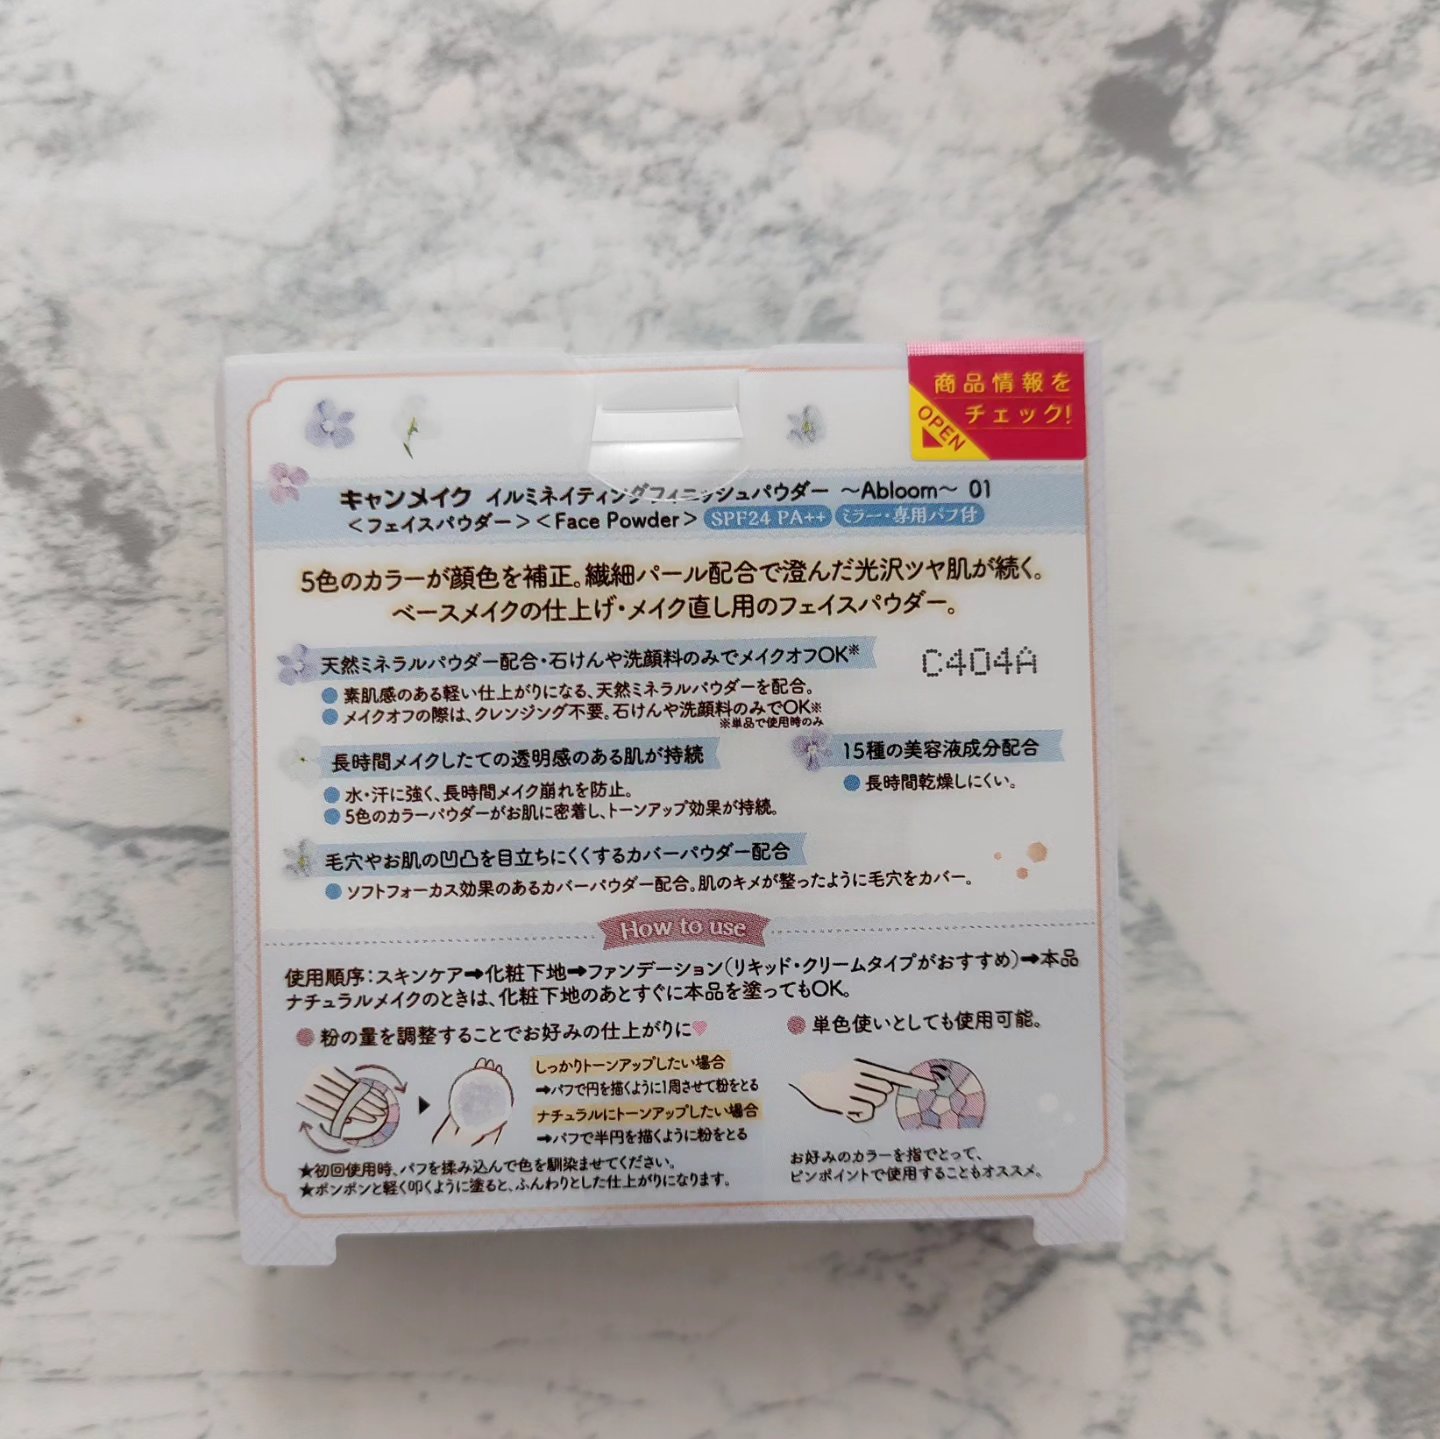 商品情報を
チェック!
OPEN
キャンメイク イルミネイティングフィニッシュパウダー 〜Abloom〜 01
<フェイスパウダー><Face Powder> SPF24 PA++ ミラー・専用パフ付
5色のカラーが顔色を補正。繊細パール配合で澄んだ光沢ツヤ肌が続く。
ベースメイクの仕上げ・メイク直し用のフェイスパウダー。
天然ミネラルパウダー配合・石けんや洗顔料のみでメイクオフOK※
C404A
●素肌感のある軽い仕上がりになる、天然ミネラルパウダーを配合。
●メイクオフの際は、クレンジング不要。石けんや洗顔料のみでOK※
※単品で使用時のみ
長時間メイクしたての透明感のある肌が持続
●水・汗に強く、長時間メイク崩れを防止。
●5色のカラーパウダーがお肌に密着し、トーンアップ効果が持続。
15種の美容液成分配合
●長時間乾燥しにくい。
毛穴やお肌の凹凸を目立ちにくくするカバーパウダー配合
●ソフトフォーカス効果のあるカバーパウダー配合。肌のキメが整ったように毛穴をカバー。
How to use
使用順序:スキンケア➡化粧下地➡ファンデーション(リキッド・クリームタイプがおすすめ)➡本品
ナチュラルメイクのときは、化粧下地のあとすぐに本品を塗ってもOK。
●粉の量を調整することでお好みの仕上がりに♥
しっかりトーンアップしたい場合
➡パフで円を描くように1周させて粉をとる
ナチュラルにトーンアップしたい場合
➡パフで半円を描くように粉をとる
★初回使用時、パフを揉み込んで色を馴染ませてください。
★ポンポンと軽く叩くように塗ると、ふんわりとした仕上がりになります。
●単色使いとしても使用可能。
お好みのカラーを指でとって、
ピンポイントで使用することもオススメ。